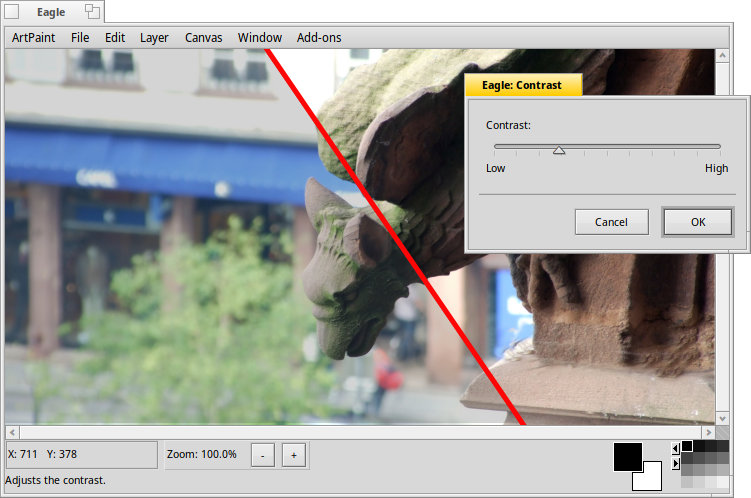 Eagle
ArtPaint File Edit Layer Canvas Window Add-ons
Eagle: Contrast
Contrast:
Low High
Cancel OK
X: 711 Y: 378
Zoom: 100.0% - +
Adjusts the contrast.